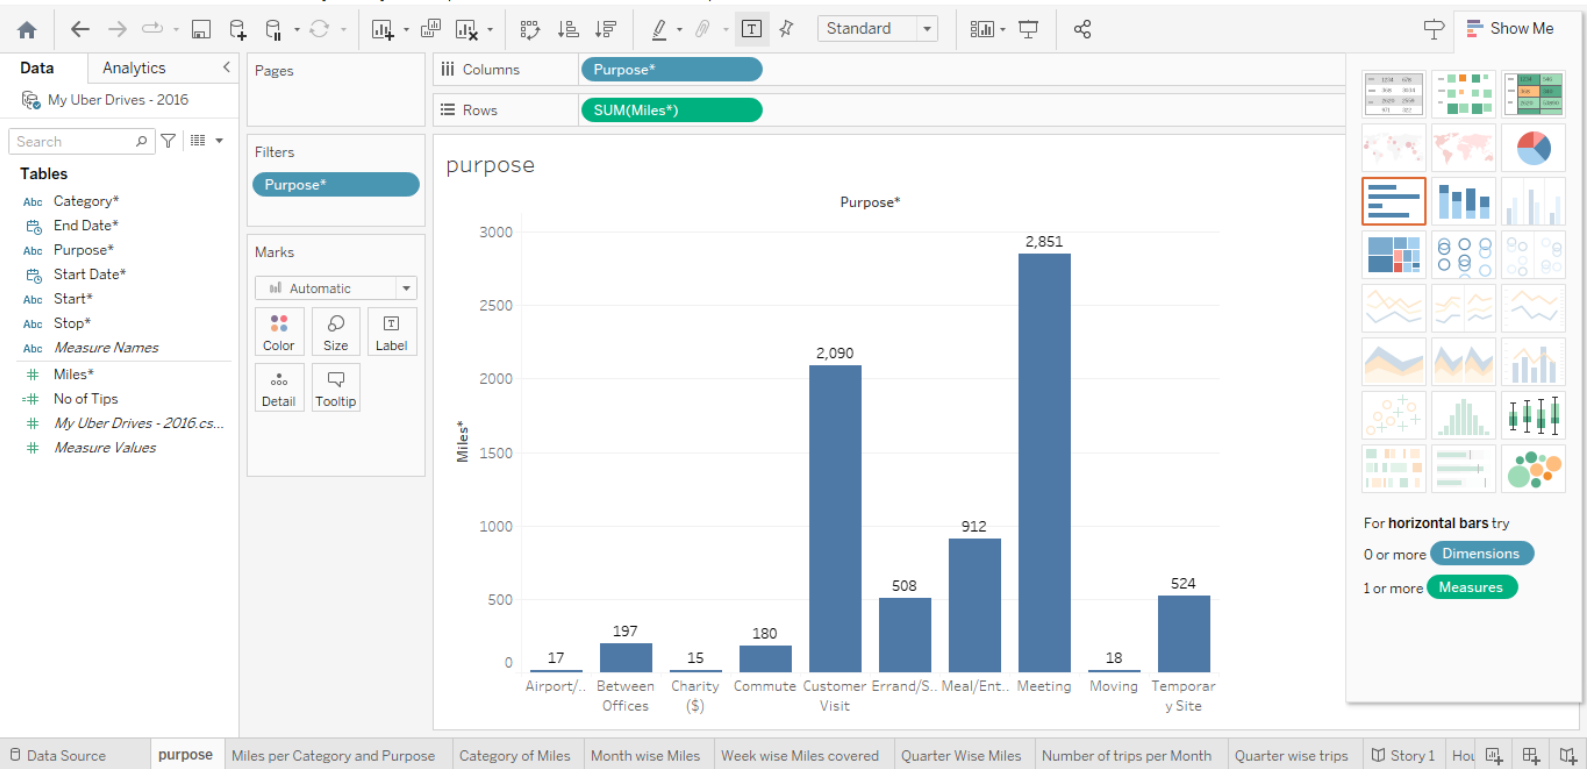 Standard
Show Me
Data
Analytics
My Uber Drives - 2016
Search
Tables
Abc Category*
End Date*
Abc Purpose*
Start Date*
Abc Start*
Abc Stop*
Abc Measure Names
# Miles*
=# No of Tips
# My Uber Drives - 2016.cs...
# Measure Values
Pages
Filters
Purpose*
Marks
Automatic
Color
Size
Label
Detail
Tooltip
Columns
Purpose*
Rows
SUM(Miles*)
purpose
Purpose*
Miles*
3000
2500
2000
1500
1000
500
0
17
197
15
180
2,090
508
912
2,851
18
524
Airport/..
Between
Offices
Charity
($)
Commute
Customer
Visit
Errand/S..
Meal/Ent..
Meeting
Moving
Temporar
y Site
For horizontal bars try
0 or more Dimensions
1 or more Measures
Data Source
purpose
Miles per Category and Purpose
Category of Miles
Month wise Miles
Week wise Miles covered
Quarter Wise Miles
Number of trips per Month
Quarter wise trips
Story 1